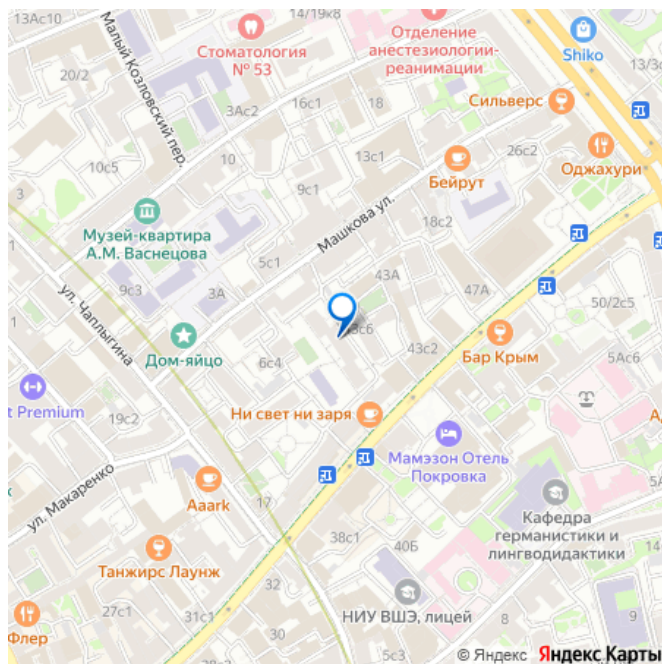 13Ас10
14/19к8
Отделение
анестезиологии-
реанимации
Shiko
Малый Козловский пер.
Стоматология
№ 53
20/2
3Ас2
16с1
18
Сильверс
13/3
10с5
10
13с1
Бейрут
26с2
Оджахури
9с1
Машкова ул.
18с2
Музей-квартира
А.М. Васнецова
5с1
43А
47А
9с3
3А
50/2с5
ул. Чаплыгина
Дом-яйцо
6с4
43с2
Бар Крым
5Ас6
t Premium
19с2
Ни свет ни заря
Мамэзон Отель
Покровка
ул. Макаренко
Aaark
17
Кафедра
германистики и
лингводидактики
38с1
40Б
Танжирс Лаунж
32
НИУ ВШЭ, лицей
27с1
31с1
8
9
Флер
30
5с3
© Яндекс Яндекс Карты